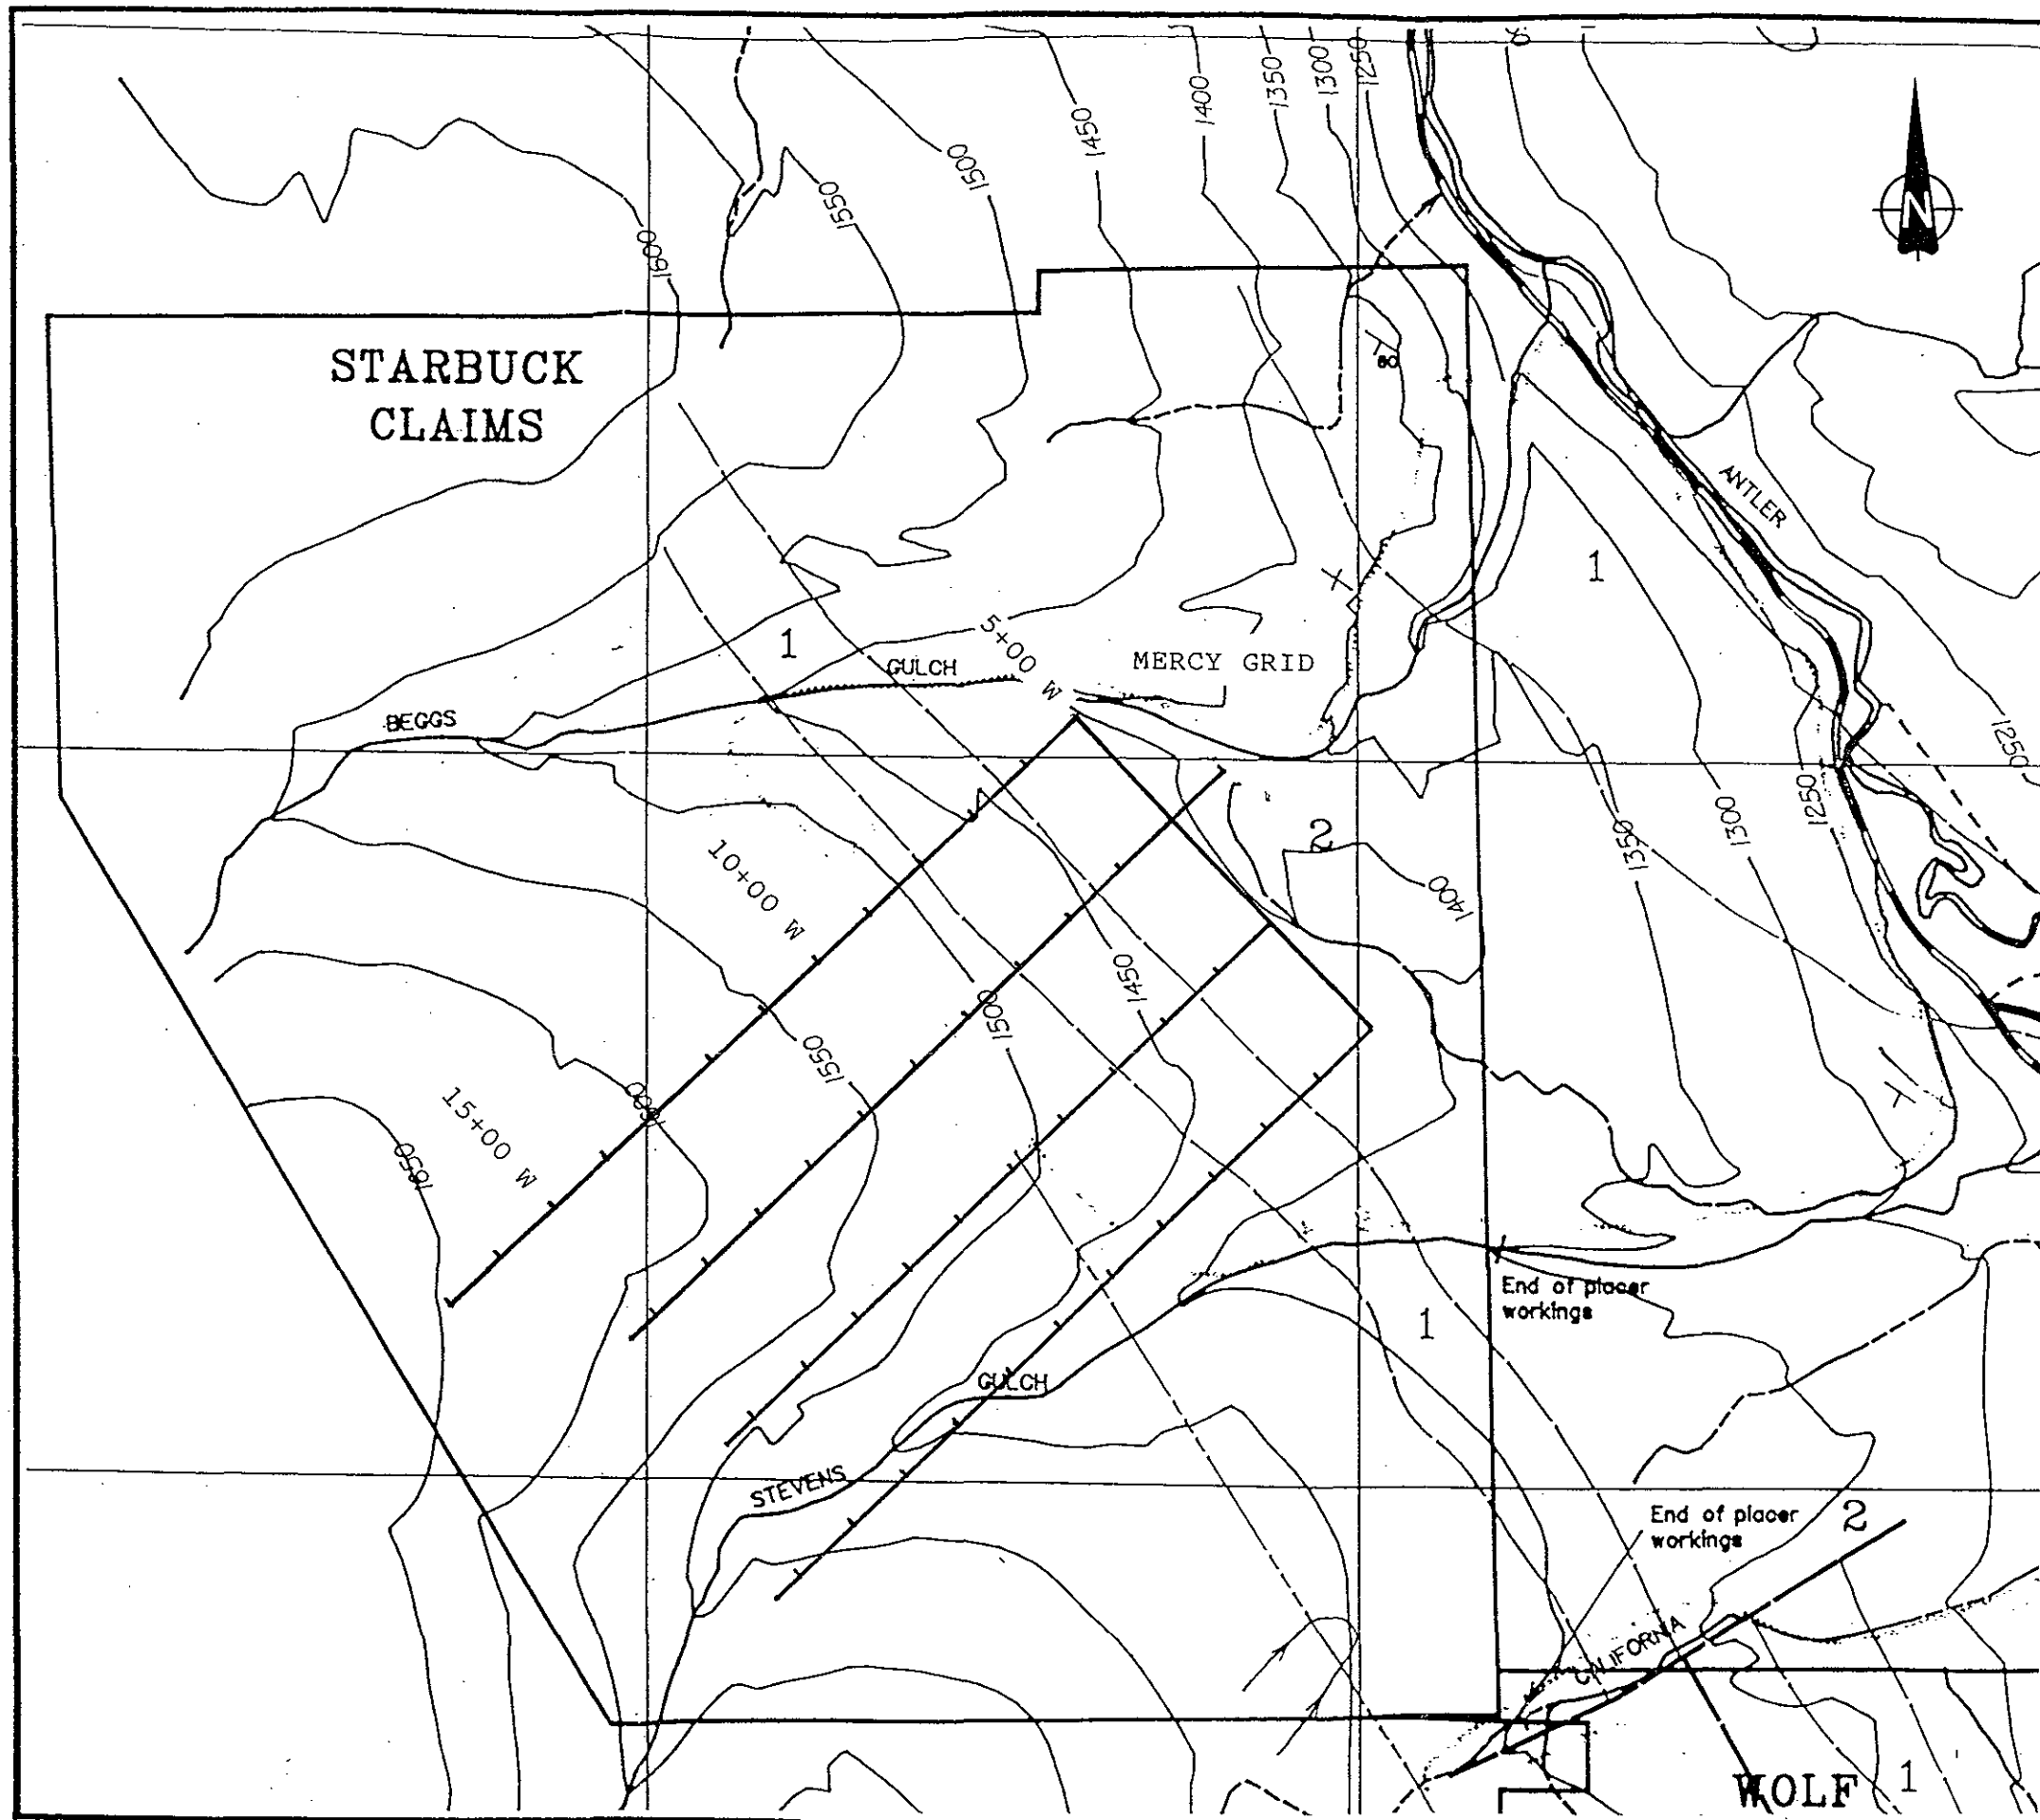 1450
1400
1350
1300
1250
N
1500
1550
1600
STARBUCK
CLAIMS
60
ANTLER
1
1
5+00 W
MERCY GRID
GULCH
BEGGS
1250
1250
1300
1350
2
1400
10+00 W
1450
1500
1550
1600
15+00 W
1650
End of placer
workings
1
GULCH
STEVENS
End of placer
workings
2
CALIFORNIA
WOLF
1